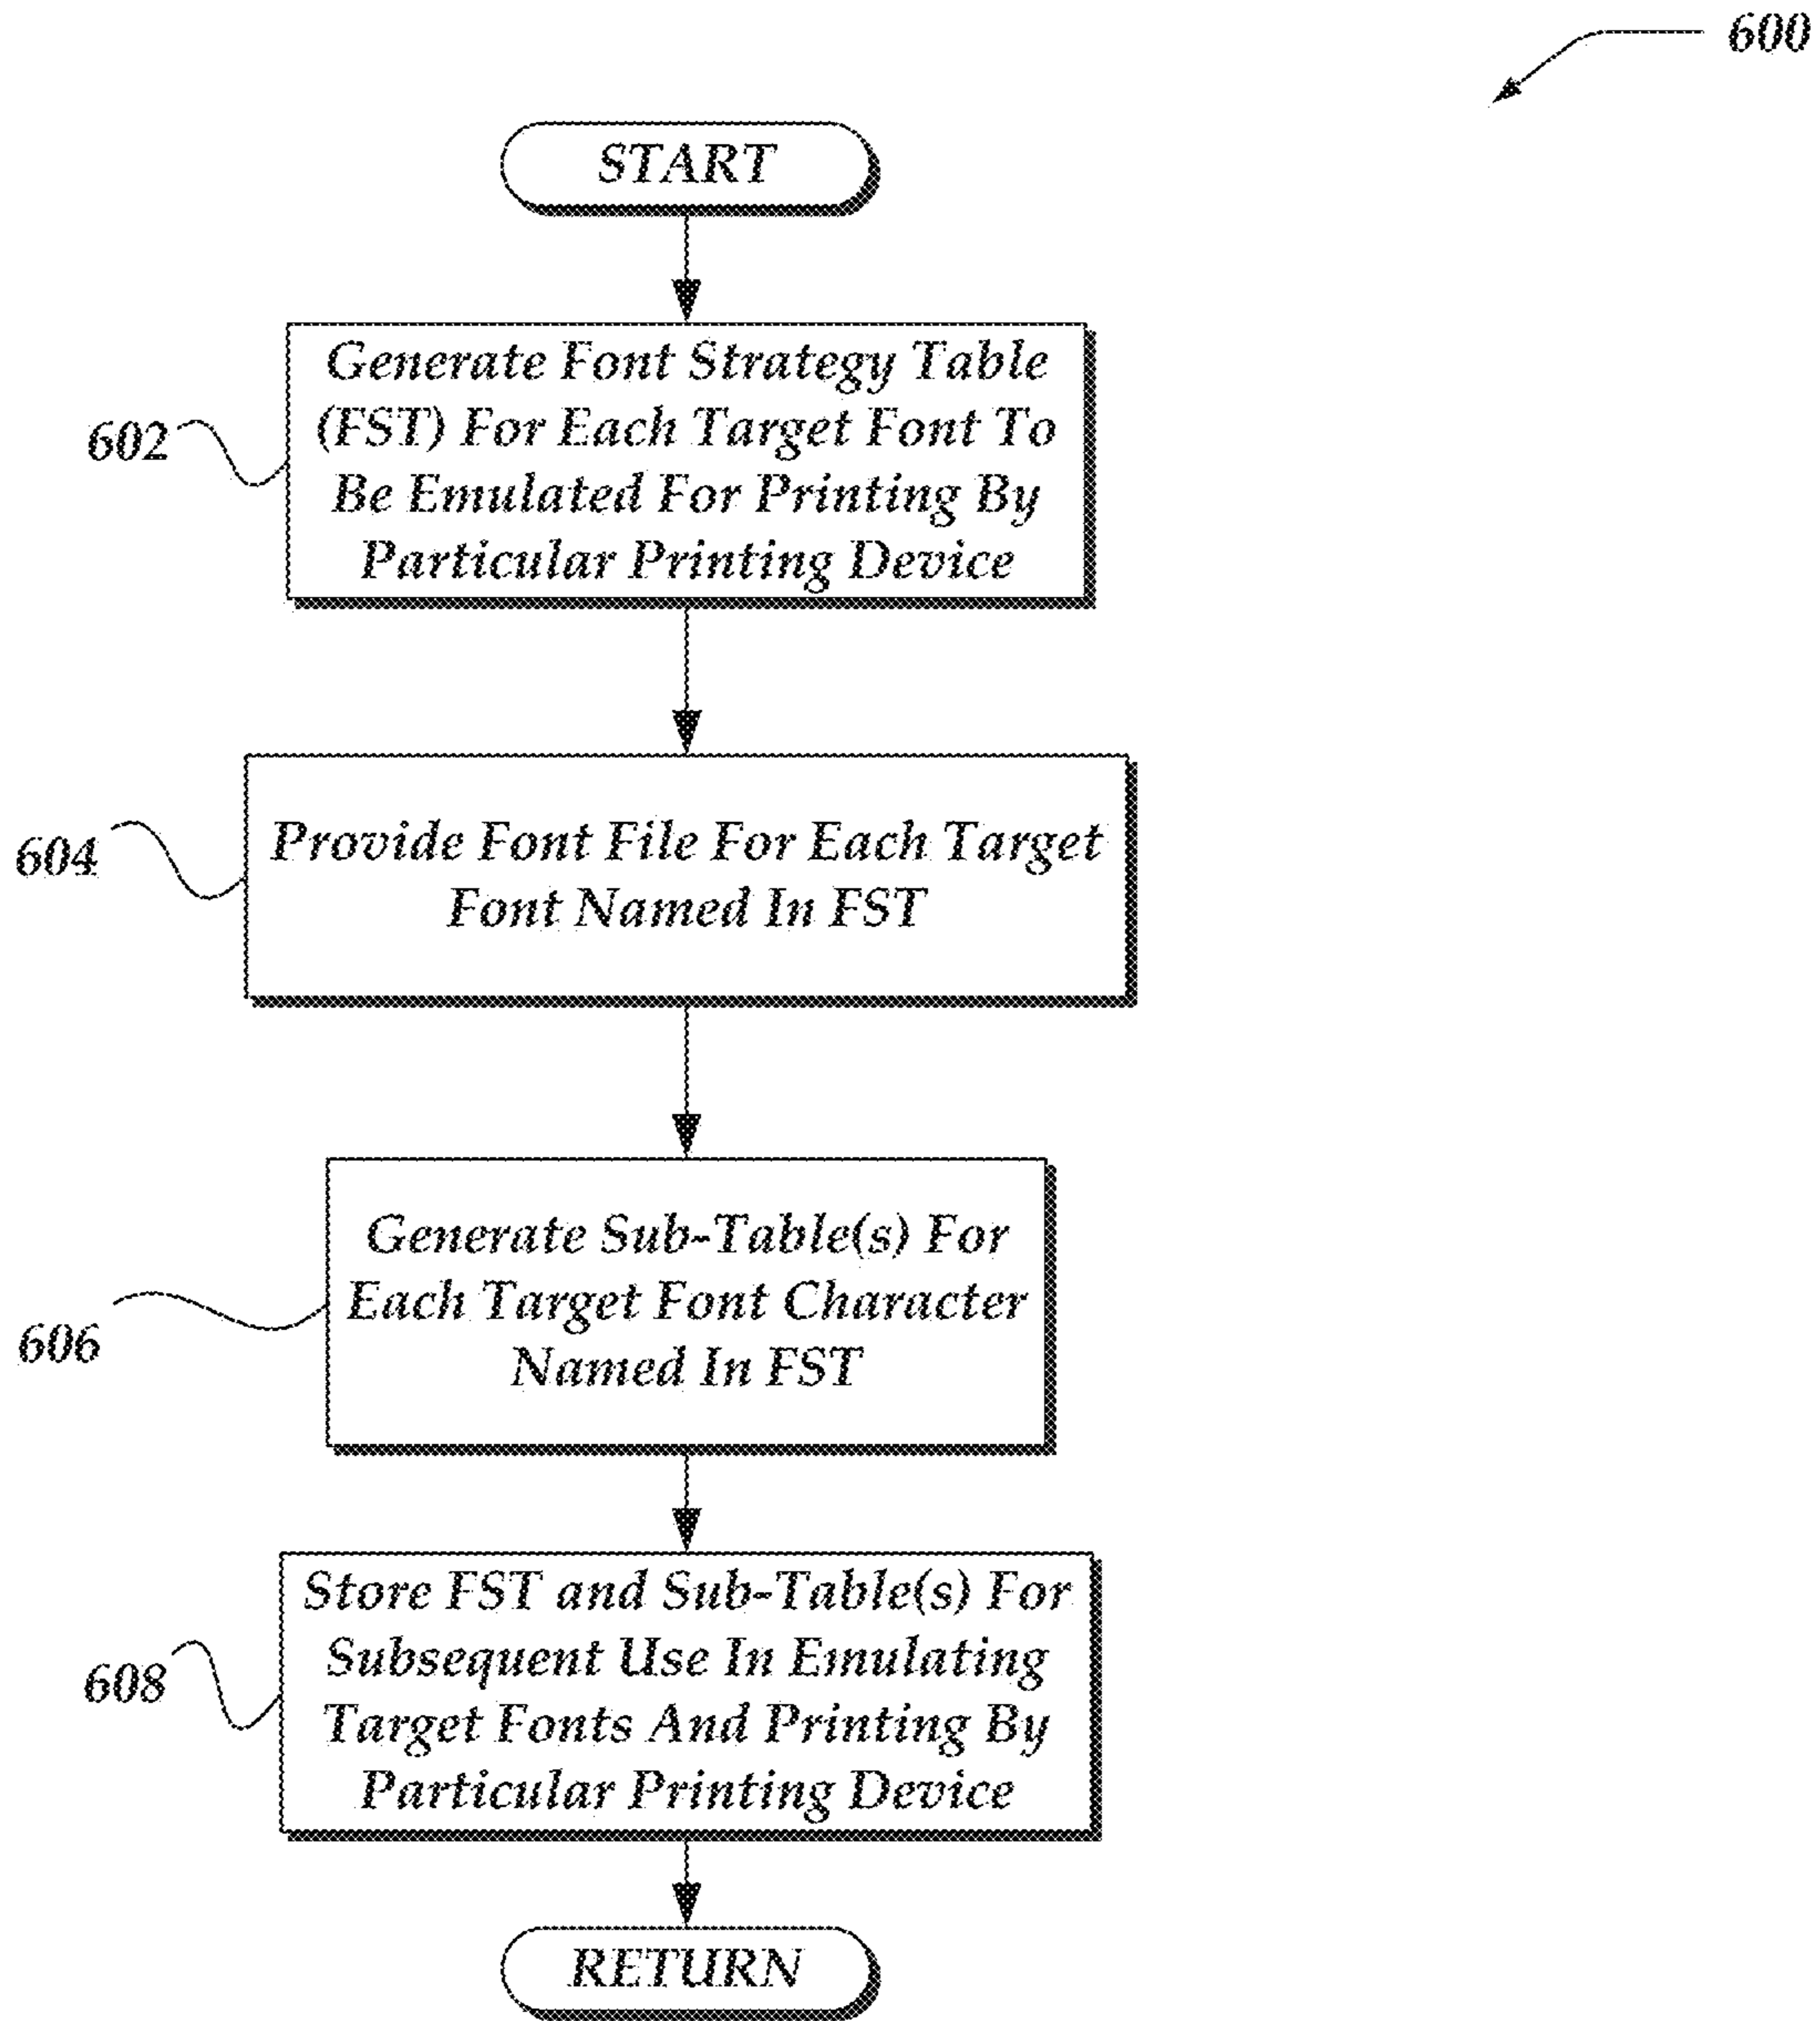 600
START
Generate Font Strategy Table
(FST) For Each Target Font To
Be Emulated For Printing By
Particular Printing Device
602
Provide Font File For Each Target
Font Named In FST
604
Generate Sub-Table(s) For
Each Target Font Character
Named In FST
606
Store FST and Sub-Table(s) For
Subsequent Use In Emulating
Target Fonts And Printing By
Particular Printing Device
608
RETURN